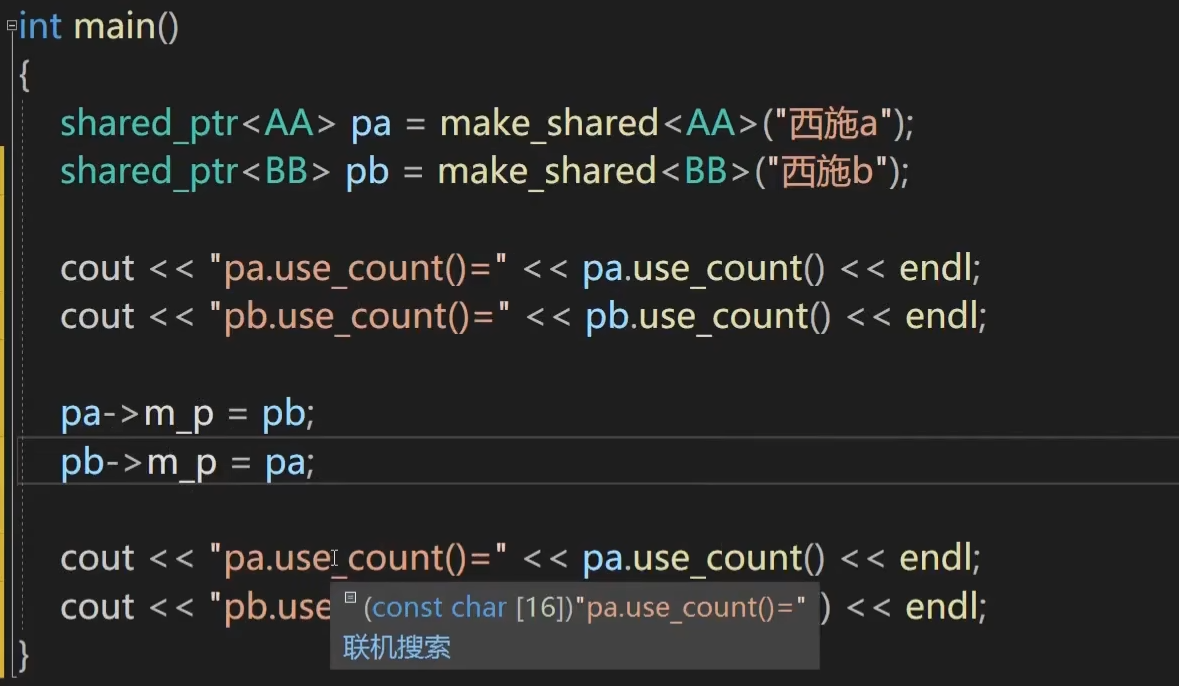 int main()
{
shared_ptr<AA> pa = make_shared<AA>("西施a");
shared_ptr<BB> pb = make_shared<BB>("西施b");
cout << "pa.use_count()=" << pa.use_count() << endl;
cout << "pb.use_count()=" << pb.use_count() << endl;
pa->m_p = pb;
pb->m_p = pa;
cout << "pa.use_count()=" << pa.use_count() << endl;
cout << "pb.use
(const char [16])"pa.use_count()="
) << endl;
联机搜索
}